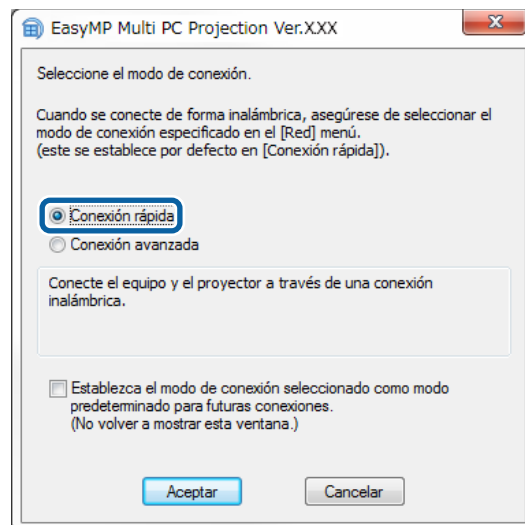 EasyMP Multi PC Projection Ver.X.XX
Seleccione el modo de conexión.
Cuando se conecte de forma inalámbrica, asegúrese de seleccionar el
modo de conexión especificado en el [Red] menú.
(este se establece por defecto en [Conexión rápida]).
Conexión rápida
Conexión avanzada
Conecte el equipo y el proyector a través de una conexión
inalámbrica.
Establezca el modo de conexión seleccionado como modo
predeterminado para futuras conexiones.
(No volver a mostrar esta ventana.)
Aceptar
Cancelar